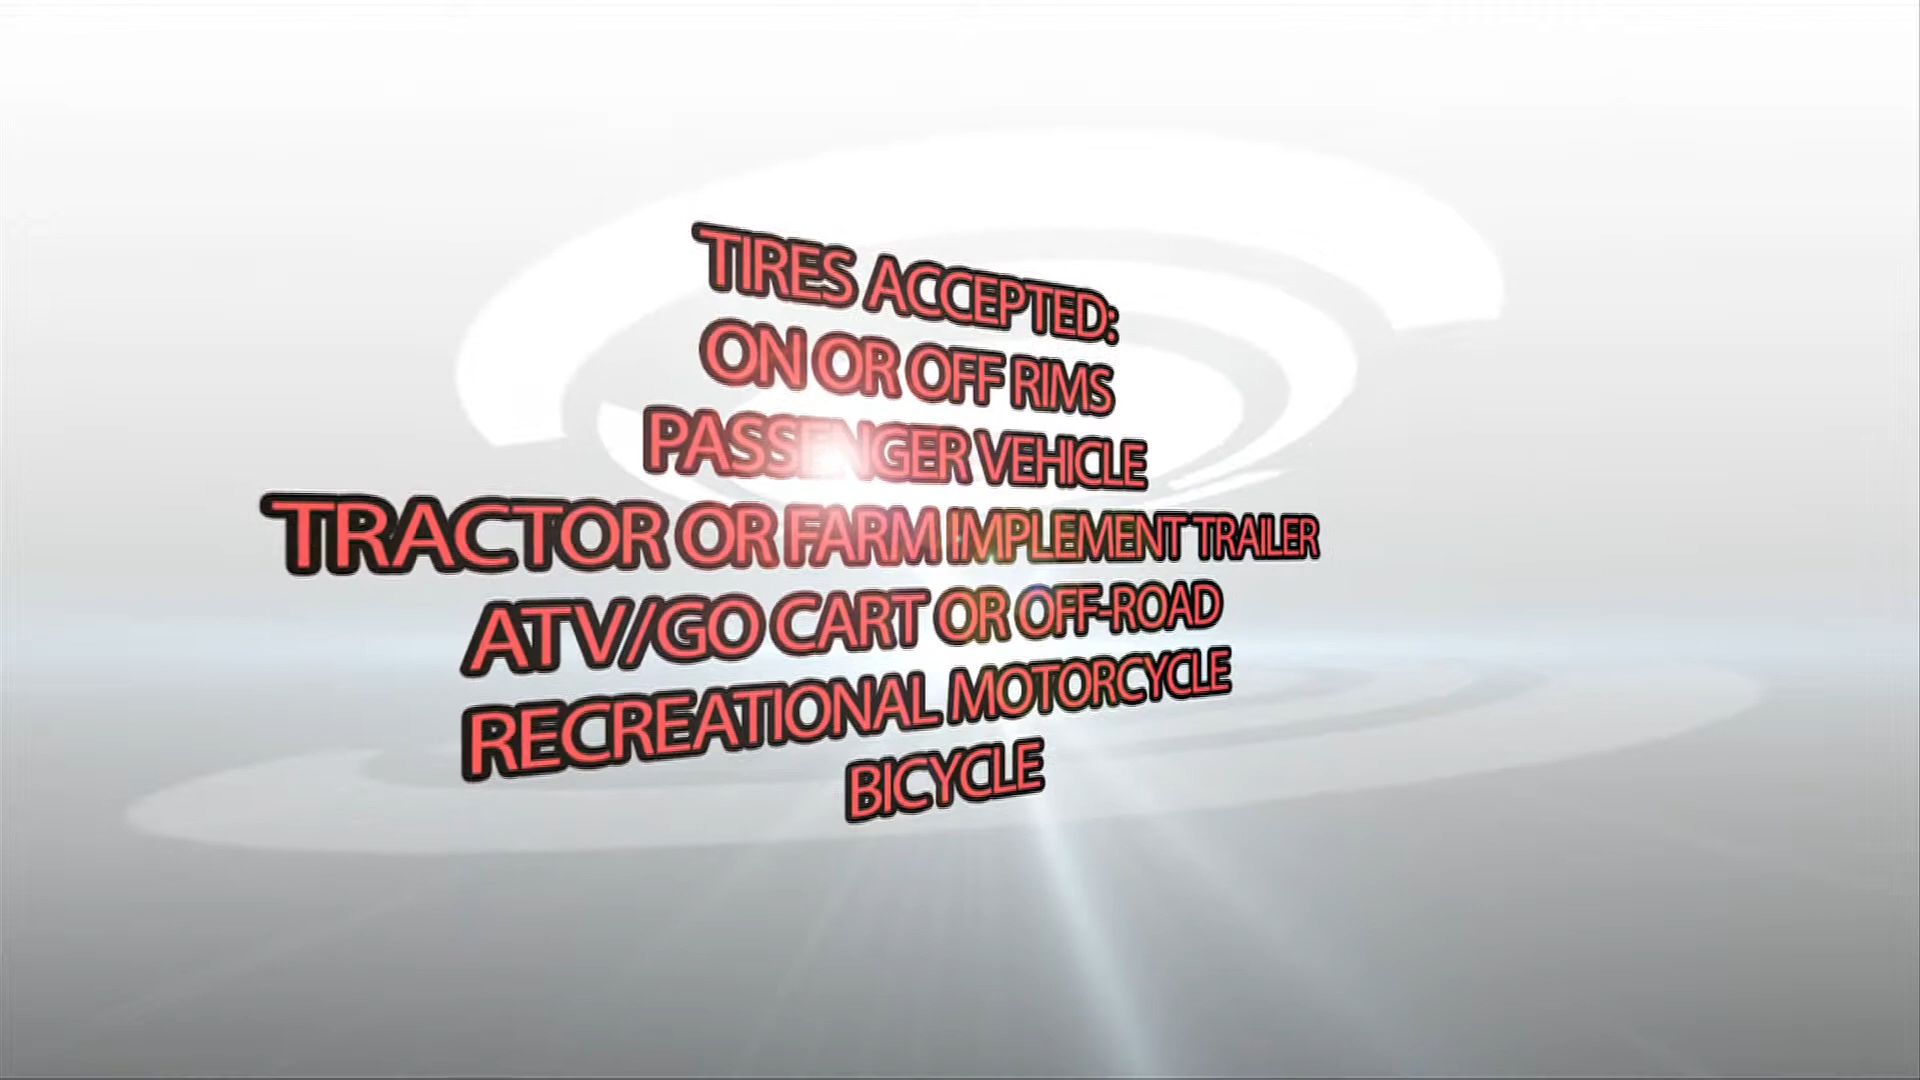 TIRES ACCEPTED:
ON OR OFF RIMS
PASSENGER VEHICLE
TRACTOR OR FARM IMPLEMENT TRAILER
ATV/GO CART OR OFF-ROAD
RECREATIONAL MOTORCYCLE
BICYCLE